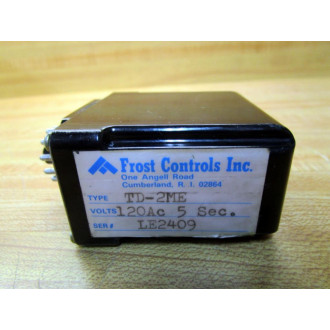 Frost Controls Inc.
One Angell Road
Cumberland, R. I. 02864
TYPE TD-2ME
VOLTS 120Ac 5 Sec.
SER # LE2409